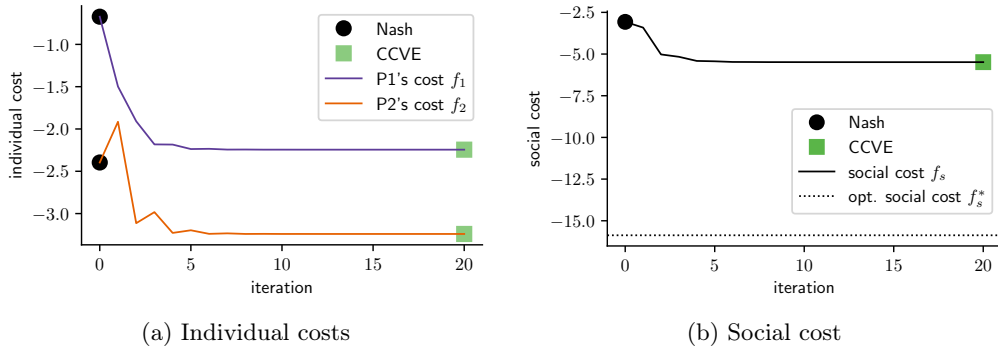 −1.0
−1.5
−2.0
−2.5
−3.0
individual cost
0
5
10
15
20
iteration
Nash
CCVE
P1's cost f₁
P2's cost f₂
(a) Individual costs
−2.5
−5.0
−7.5
−10.0
−12.5
−15.0
social cost
0
5
10
15
20
iteration
Nash
CCVE
social cost fₛ
opt. social cost fₛ*
(b) Social cost